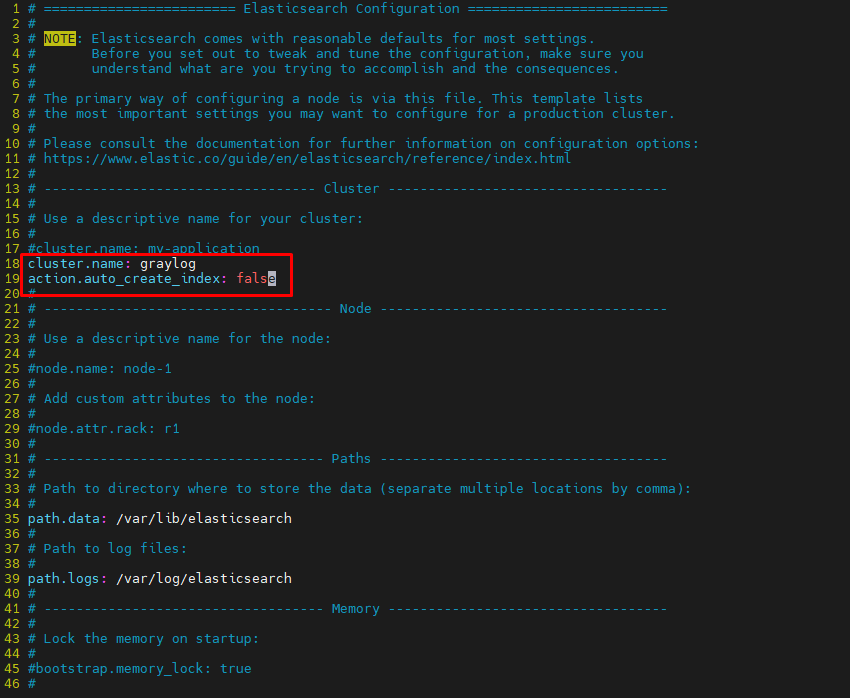 1 # ======================== Elasticsearch Configuration =========================
2 #
3 # NOTE: Elasticsearch comes with reasonable defaults for most settings.
4 #       Before you set out to tweak and tune the configuration, make sure you
5 #       understand what are you trying to accomplish and the consequences.
6 #
7 # The primary way of configuring a node is via this file. This template lists
8 # the most important settings you may want to configure for a production cluster.
9 #
10 # Please consult the documentation for further information on configuration options:
11 # https://www.elastic.co/guide/en/elasticsearch/reference/index.html
12 #
13 # ---------------------------------- Cluster -----------------------------------
14 #
15 # Use a descriptive name for your cluster:
16 #
17 #cluster.name: my-application
18 cluster.name: graylog
19 action.auto_create_index: false
20 #
21 # ------------------------------------ Node ------------------------------------
22 #
23 # Use a descriptive name for the node:
24 #
25 #node.name: node-1
26 #
27 # Add custom attributes to the node:
28 #
29 #node.attr.rack: r1
30 #
31 # ----------------------------------- Paths ------------------------------------
32 #
33 # Path to directory where to store the data (separate multiple locations by comma):
34 #
35 path.data: /var/lib/elasticsearch
36 #
37 # Path to log files:
38 #
39 path.logs: /var/log/elasticsearch
40 #
41 # ----------------------------------- Memory -----------------------------------
42 #
43 # Lock the memory on startup:
44 #
45 #bootstrap.memory_lock: true
46 #